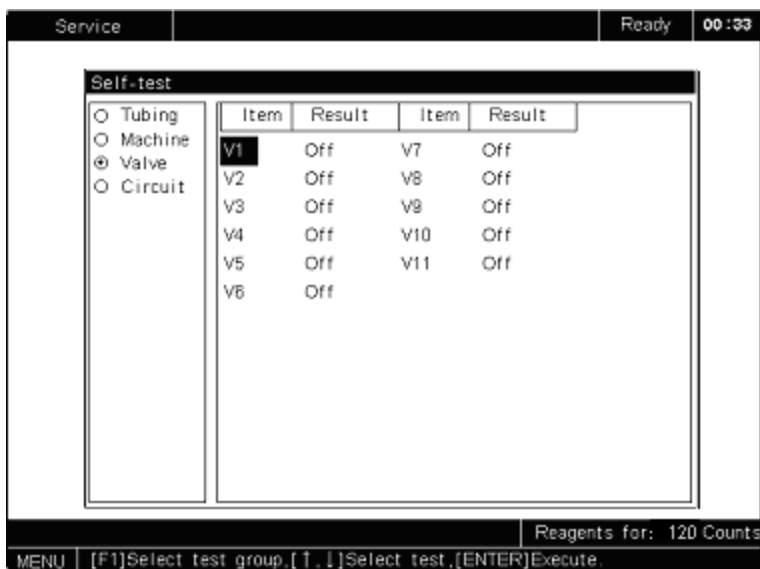 Service Ready 00:33
Self-test
Tubing
Machine
Valve
Circuit
Item Result Item Result
V1 Off V7 Off
V2 Off V8 Off
V3 Off V9 Off
V4 Off V10 Off
V5 Off V11 Off
V6 Off
Reagents for: 120 Counts
MENU [F1]Select test group,[↑,↓]Select test,[ENTER]Execute.